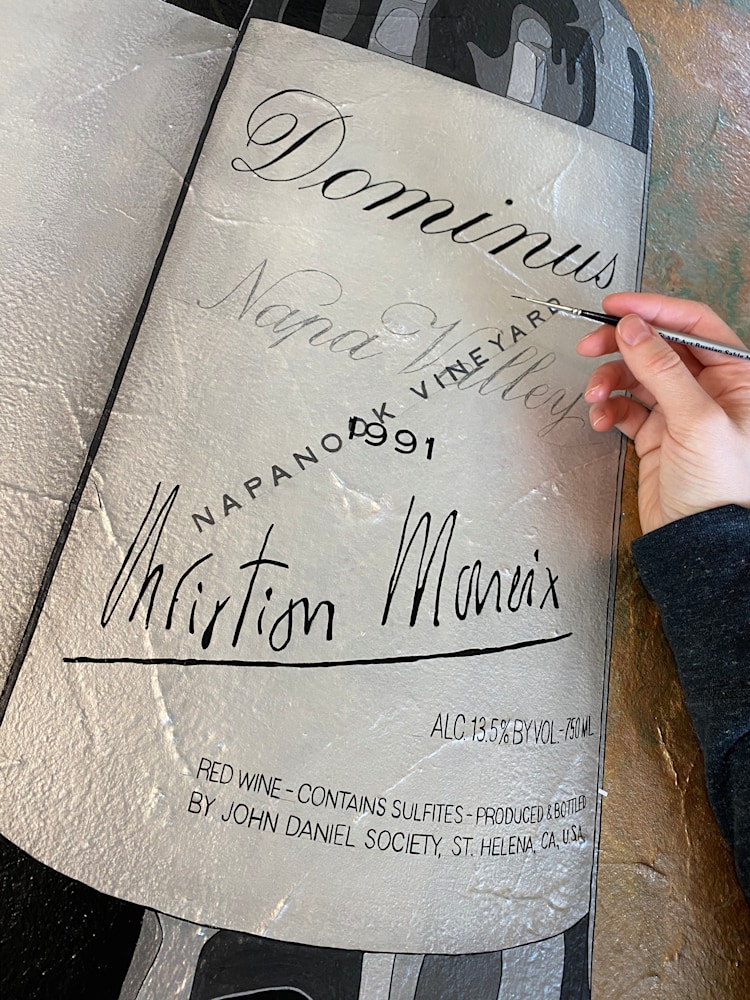 Dominus
Napa Valley
NAPANOOK VINEYARD
1991
Christian Moueix
ALC. 13.5% BY VOL.-750 ML
RED WINE - CONTAINS SULFITES - PRODUCED & BOTTLED
BY JOHN DANIEL SOCIETY, ST. HELENA, CA, U.S.A.